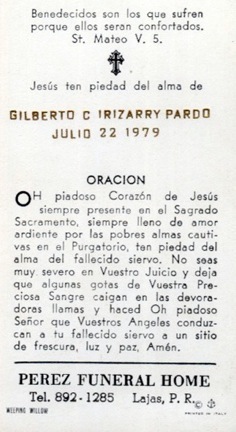 Benedecidos son los que sufren
porque ellos seran confortados.
St. Mateo V. 5.
Jesús ten piedad del alma de
GILBERTO C IRIZARRY PARDO
JULIO 22 1979
ORACION
OH piadoso Corazón de Jesús
siempre presente en el Sagrado
Sacramento, siempre lleno de amor
ardiente por las pobres almas cauti-
vas en el Purgatorio, ten piedad del
alma del fallecido siervo. No seas
muy severo en Vuestro Juicio y deja
que algunas gotas de Vuestra Pre-
ciosa Sangre caigan en las devora-
doras llamas y haced Oh piadoso
Señor que Vuestros Angeles conduz-
can a tu fallecido siervo a un sitio
de frescura, luz y paz, Amén.
PEREZ FUNERAL HOME
Tel. 892-1285 Lajas, P. R.
WEEPING WILLOW
PRINTED IN ITALY